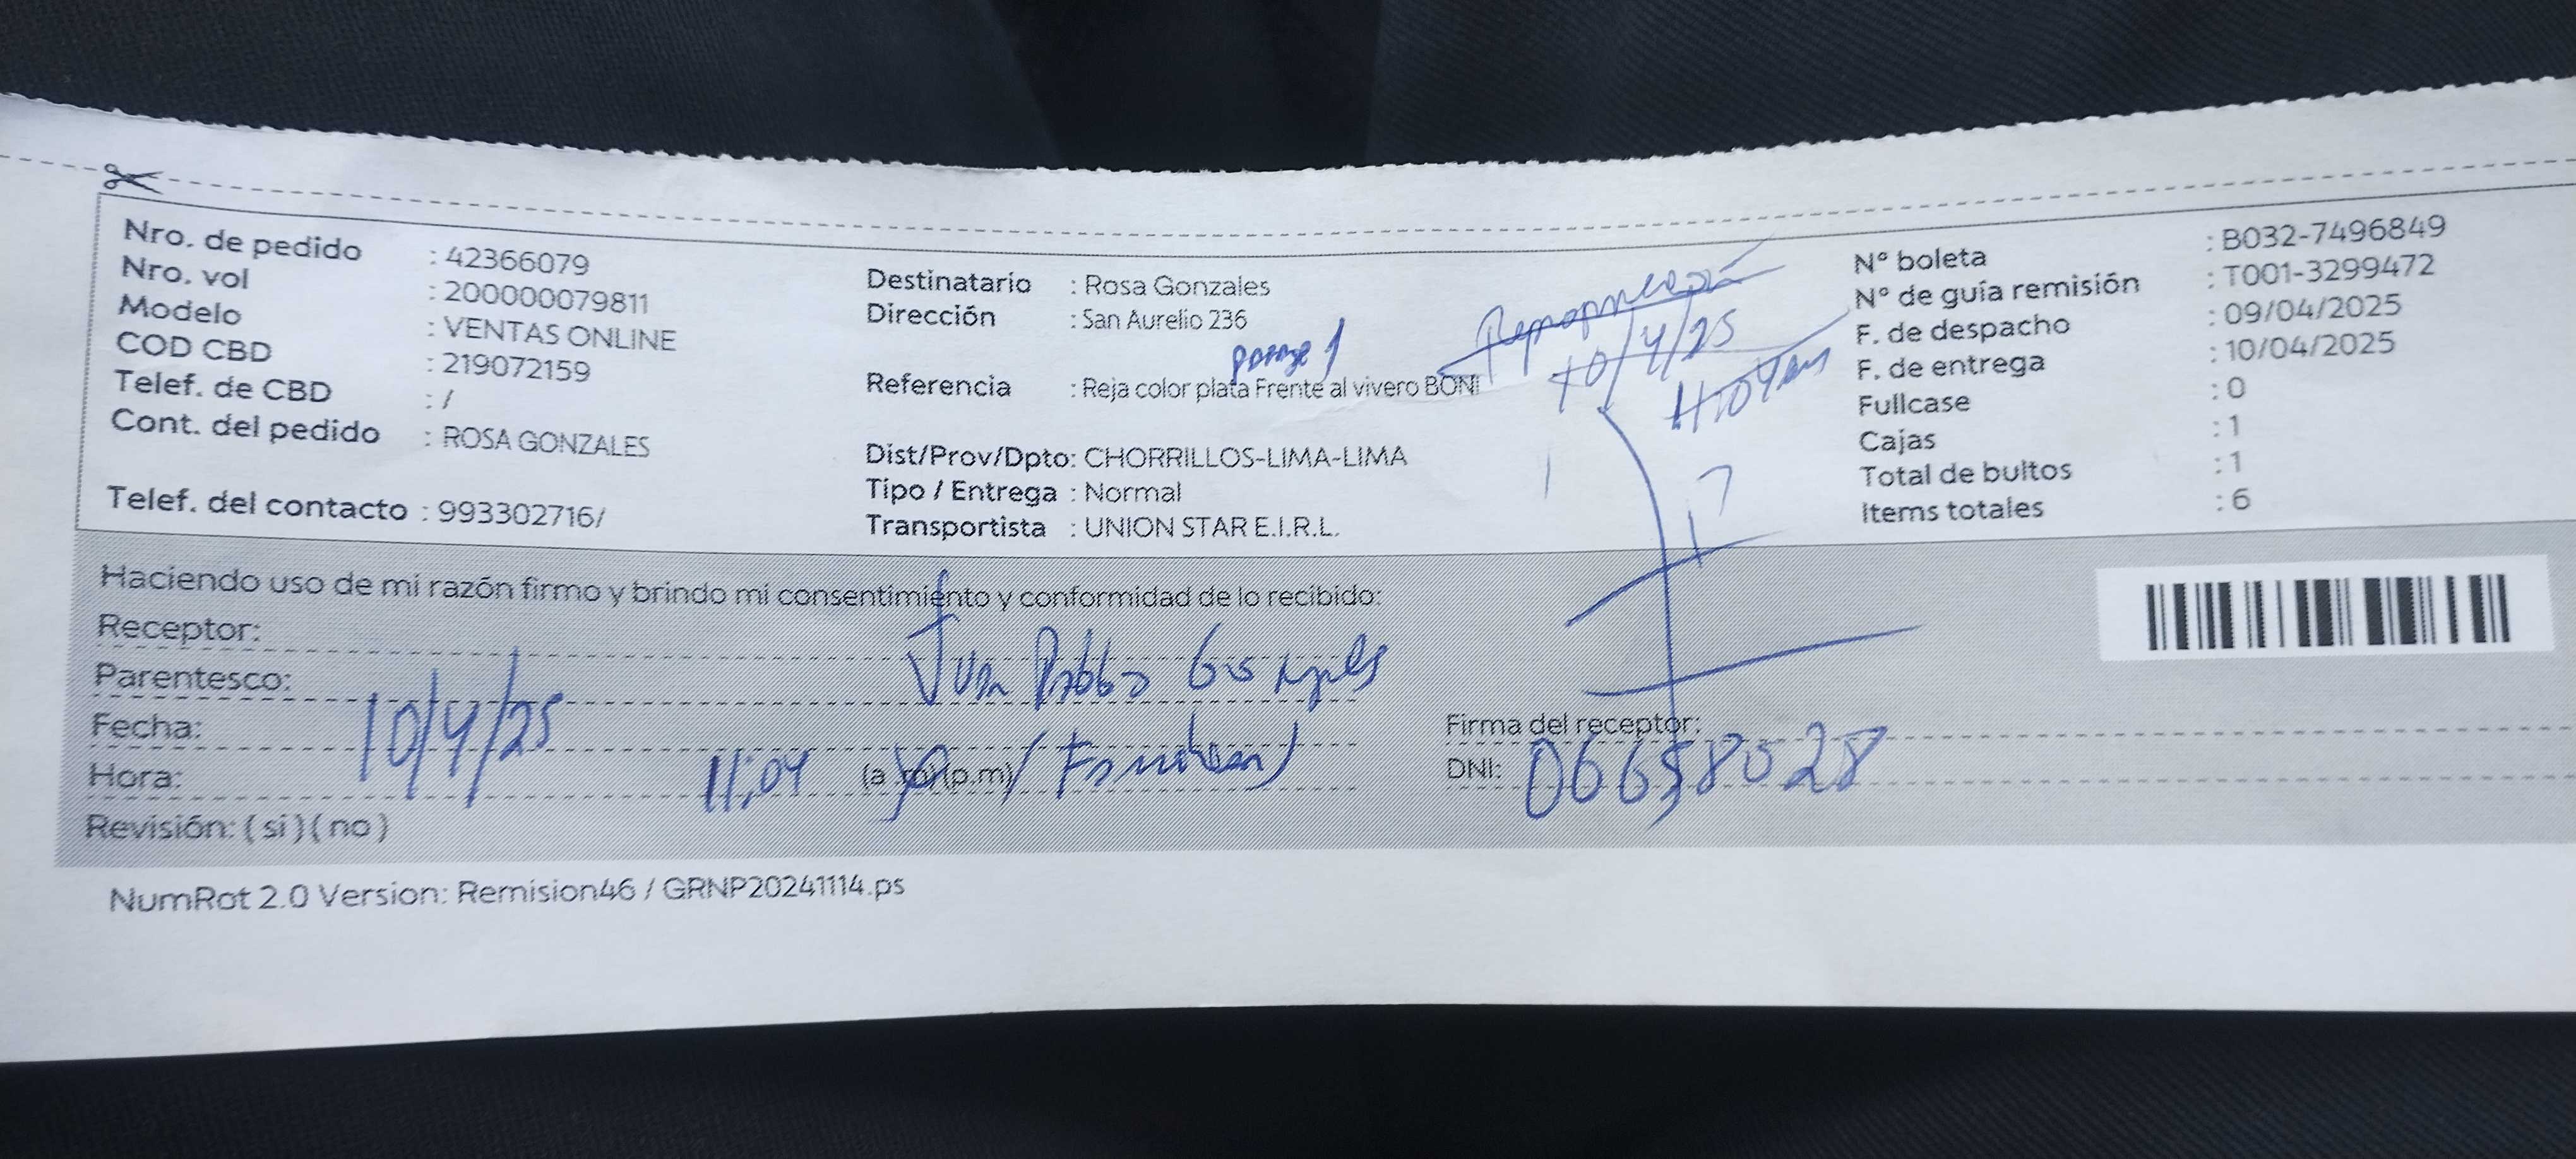 Nro. de pedido : 42366079
Nro. vol : 200000079811
Modelo : VENTAS ONLINE
COD CBD : 219072159
Telef. de CBD : /
Cont. del pedido : ROSA GONZALES
Telef. del contacto : 993302716/
Destinatario : Rosa Gonzales
Dirección : San Aurelio 236
Referencia : Reja color plata Frente al vivero BONI
Dist/Prov/Dpto: CHORRILLOS-LIMA-LIMA
Tipo / Entrega : Normal
Transportista : UNION STAR E.I.R.L.
10/4/25
N° boleta : B032-7496849
N° de guía remisión : T001-3299472
F. de despacho : 09/04/2025
F. de entrega : 10/04/2025
Fullcase : 0
Cajas : 1
Total de bultos : 1
Items totales : 6
Haciendo uso de mi razón firmo y brindo mi consentimiento y conformidad de lo recibido:
Receptor:
Juan Pablo Gonzales
Parentesco:
Fecha: 10/4/25
Hora: 11:04 (a.m)(p.m)
Revisión: (si)(no)
Firma del receptor:
DNI: 06658028
NumRot 2.0 Version: Remision46 / GRNP20241114.ps